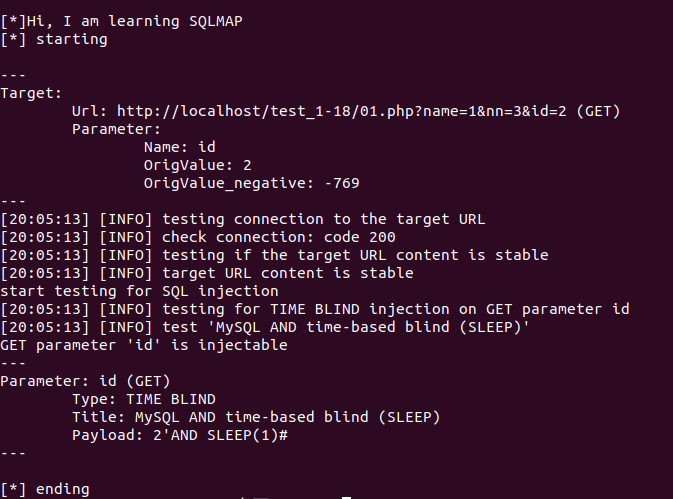 [*]Hi, I am learning SQLMAP
[*] starting
---
Target:
Url: http://localhost/test_1-18/01.php?name=1&nn=3&id=2 (GET)
Parameter:
Name: id
OrigValue: 2
OrigValue_negative: -769
---
[20:05:13] [INFO] testing connection to the target URL
[20:05:13] [INFO] check connection: code 200
[20:05:13] [INFO] testing if the target URL content is stable
[20:05:13] [INFO] target URL content is stable
start testing for SQL injection
[20:05:13] [INFO] testing for TIME BLIND injection on GET parameter id
[20:05:13] [INFO] test 'MySQL AND time-based blind (SLEEP)'
GET parameter 'id' is injectable
---
Parameter: id (GET)
Type: TIME BLIND
Title: MySQL AND time-based blind (SLEEP)
Payload: 2'AND SLEEP(1)#
---
[*] ending